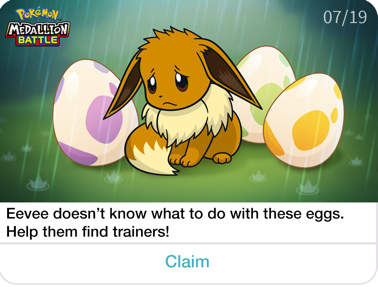 Pokémon
MEDALLION
BATTLE
07/19
Eevee doesn’t know what to do with these eggs.
Help them find trainers!
Claim